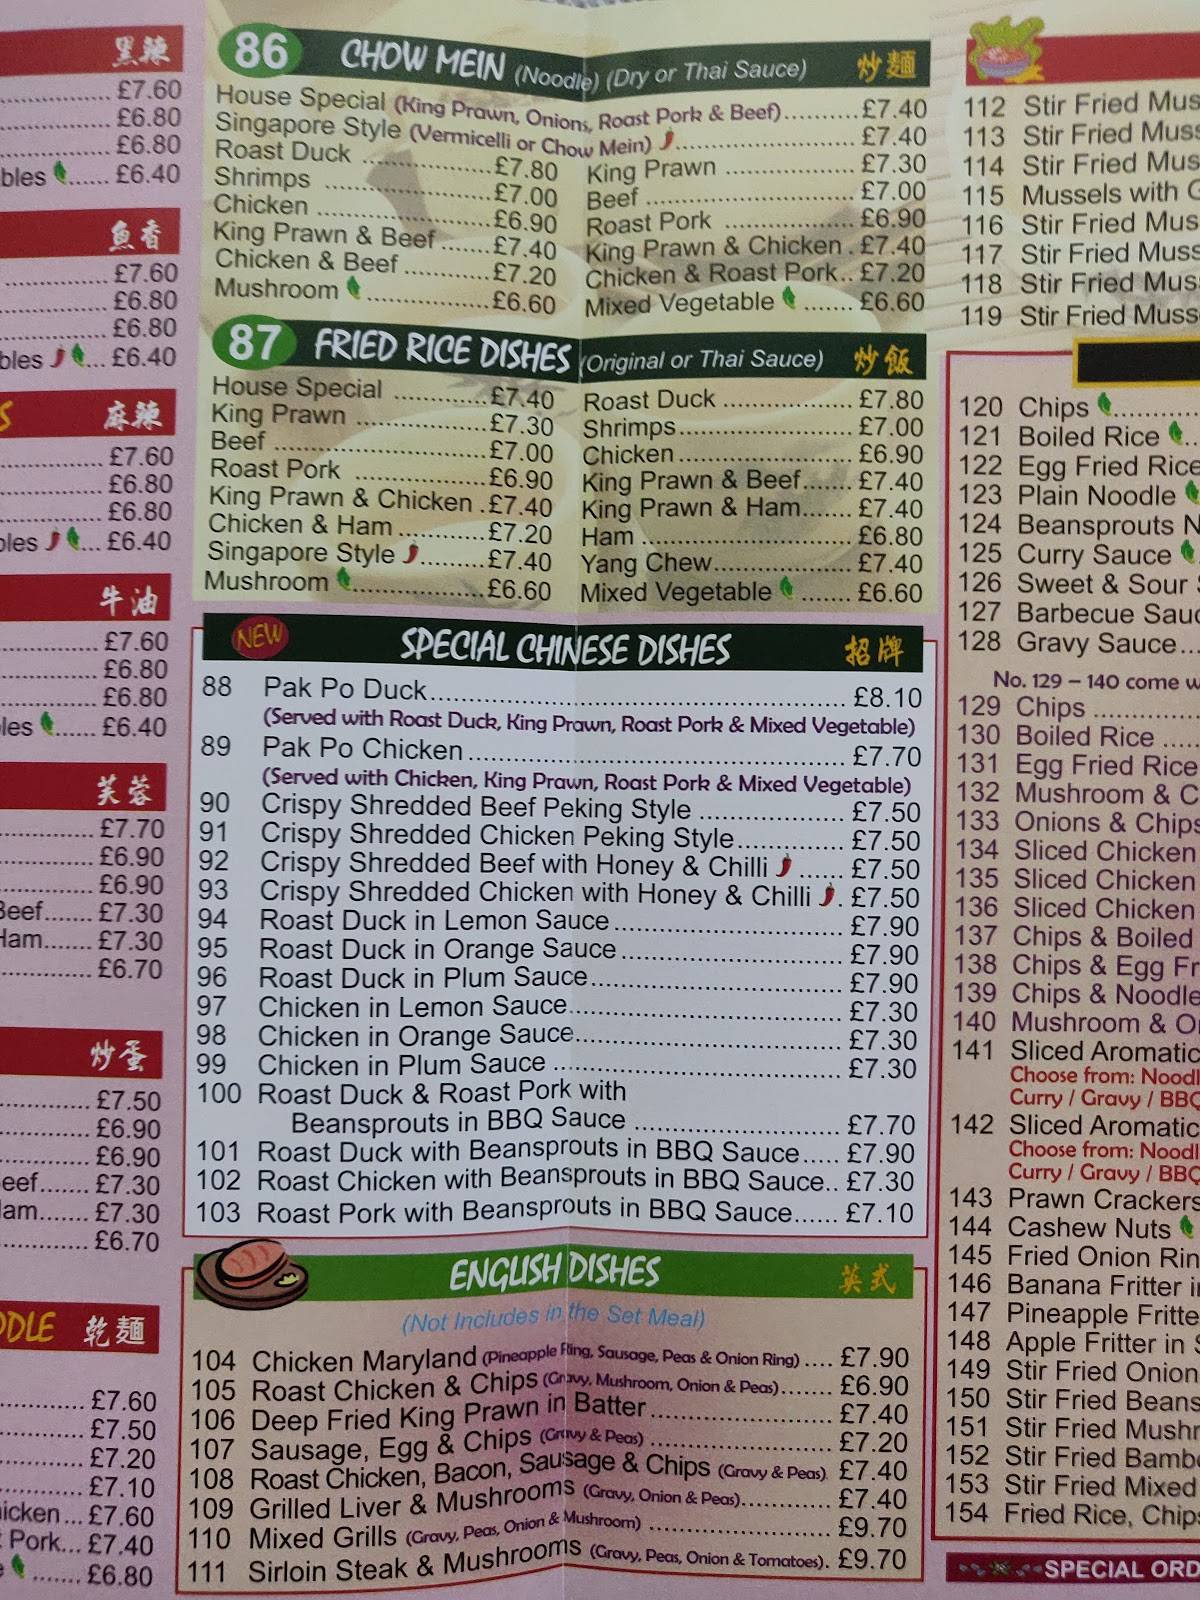 黑辣
£7.60
£6.80
£6.80
bles £6.40
魚香
£7.60
£6.80
£6.80
bles £6.40
S 麻辣
£7.60
£6.80
£6.80
bles £6.40
牛油
£7.60
£6.80
£6.80
les £6.40
芙蓉
£7.70
£6.90
£6.90
Beef £7.30
Ham £7.30
£6.70
炒蛋
£7.50
£6.90
£6.90
eef £7.30
am £7.30
£6.70
ODLE 乾麵
£7.60
£7.50
£7.20
£7.10
hicken £7.60
t Pork £7.40
£6.80
86 CHOW MEIN (Noodle) (Dry or Thai Sauce) 炒麵
House Special (King Prawn, Onions, Roast Pork & Beef) £7.40
Singapore Style (Vermicelli or Chow Mein) £7.40
Roast Duck £7.80 King Prawn £7.30
Shrimps £7.00 Beef £7.00
Chicken £6.90 Roast Pork £6.90
King Prawn & Beef £7.40 King Prawn & Chicken £7.40
Chicken & Beef £7.20 Chicken & Roast Pork £7.20
Mushroom £6.60 Mixed Vegetable £6.60
87 FRIED RICE DISHES (Original or Thai Sauce) 炒飯
House Special £7.40 Roast Duck £7.80
King Prawn £7.30 Shrimps £7.00
Beef £7.00 Chicken £6.90
Roast Pork £6.90 King Prawn & Beef £7.40
King Prawn & Chicken £7.40 King Prawn & Ham £7.40
Chicken & Ham £7.20 Ham £6.80
Singapore Style £7.40 Yang Chew £7.40
Mushroom £6.60 Mixed Vegetable £6.60
NEW SPECIAL CHINESE DISHES 招牌
88 Pak Po Duck £8.10
(Served with Roast Duck, King Prawn, Roast Pork & Mixed Vegetable)
89 Pak Po Chicken £7.70
(Served with Chicken, King Prawn, Roast Pork & Mixed Vegetable)
90 Crispy Shredded Beef Peking Style £7.50
91 Crispy Shredded Chicken Peking Style £7.50
92 Crispy Shredded Beef with Honey & Chilli £7.50
93 Crispy Shredded Chicken with Honey & Chilli £7.50
94 Roast Duck in Lemon Sauce £7.90
95 Roast Duck in Orange Sauce £7.90
96 Roast Duck in Plum Sauce £7.90
97 Chicken in Lemon Sauce £7.30
98 Chicken in Orange Sauce £7.30
99 Chicken in Plum Sauce £7.30
100 Roast Duck & Roast Pork with
Beansprouts in BBQ Sauce £7.70
101 Roast Duck with Beansprouts in BBQ Sauce £7.90
102 Roast Chicken with Beansprouts in BBQ Sauce £7.30
103 Roast Pork with Beansprouts in BBQ Sauce £7.10
ENGLISH DISHES 英式
(Not Includes in the Set Meal)
104 Chicken Maryland (Pineapple Ring, Sausage, Peas & Onion Ring) £7.90
105 Roast Chicken & Chips (Gravy, Mushroom, Onion & Peas) £6.90
106 Deep Fried King Prawn in Batter £7.40
107 Sausage, Egg & Chips (Gravy & Peas) £7.20
108 Roast Chicken, Bacon, Sausage & Chips (Gravy & Peas) £7.40
109 Grilled Liver & Mushrooms (Gravy, Onion & Peas) £7.40
110 Mixed Grills (Gravy, Peas, Onion & Mushroom) £9.70
111 Sirloin Steak & Mushrooms (Gravy, Peas, Onion & Tomatoes) £9.70
112 Stir Fried Mus
113 Stir Fried Muss
114 Stir Fried Mus
115 Mussels with G
116 Stir Fried Mus
117 Stir Fried Muss
118 Stir Fried Mus
119 Stir Fried Musse
120 Chips
121 Boiled Rice
122 Egg Fried Rice
123 Plain Noodle
124 Beansprouts N
125 Curry Sauce
126 Sweet & Sour S
127 Barbecue Sauc
128 Gravy Sauce
No. 129 – 140 come w
129 Chips
130 Boiled Rice
131 Egg Fried Rice
132 Mushroom & C
133 Onions & Chips
134 Sliced Chicken
135 Sliced Chicken
136 Sliced Chicken
137 Chips & Boiled
138 Chips & Egg Fr
139 Chips & Noodle
140 Mushroom & O
141 Sliced Aromatic
Choose from: Noodl
Curry / Gravy / BBQ
142 Sliced Aromatic
Choose from: Noodl
Curry / Gravy / BBQ
143 Prawn Crackers
144 Cashew Nuts
145 Fried Onion Rin
146 Banana Fritter i
147 Pineapple Fritte
148 Apple Fritter in S
149 Stir Fried Onion
150 Stir Fried Beans
151 Stir Fried Mushr
152 Stir Fried Bamb
153 Stir Fried Mixed
154 Fried Rice, Chips
SPECIAL ORD